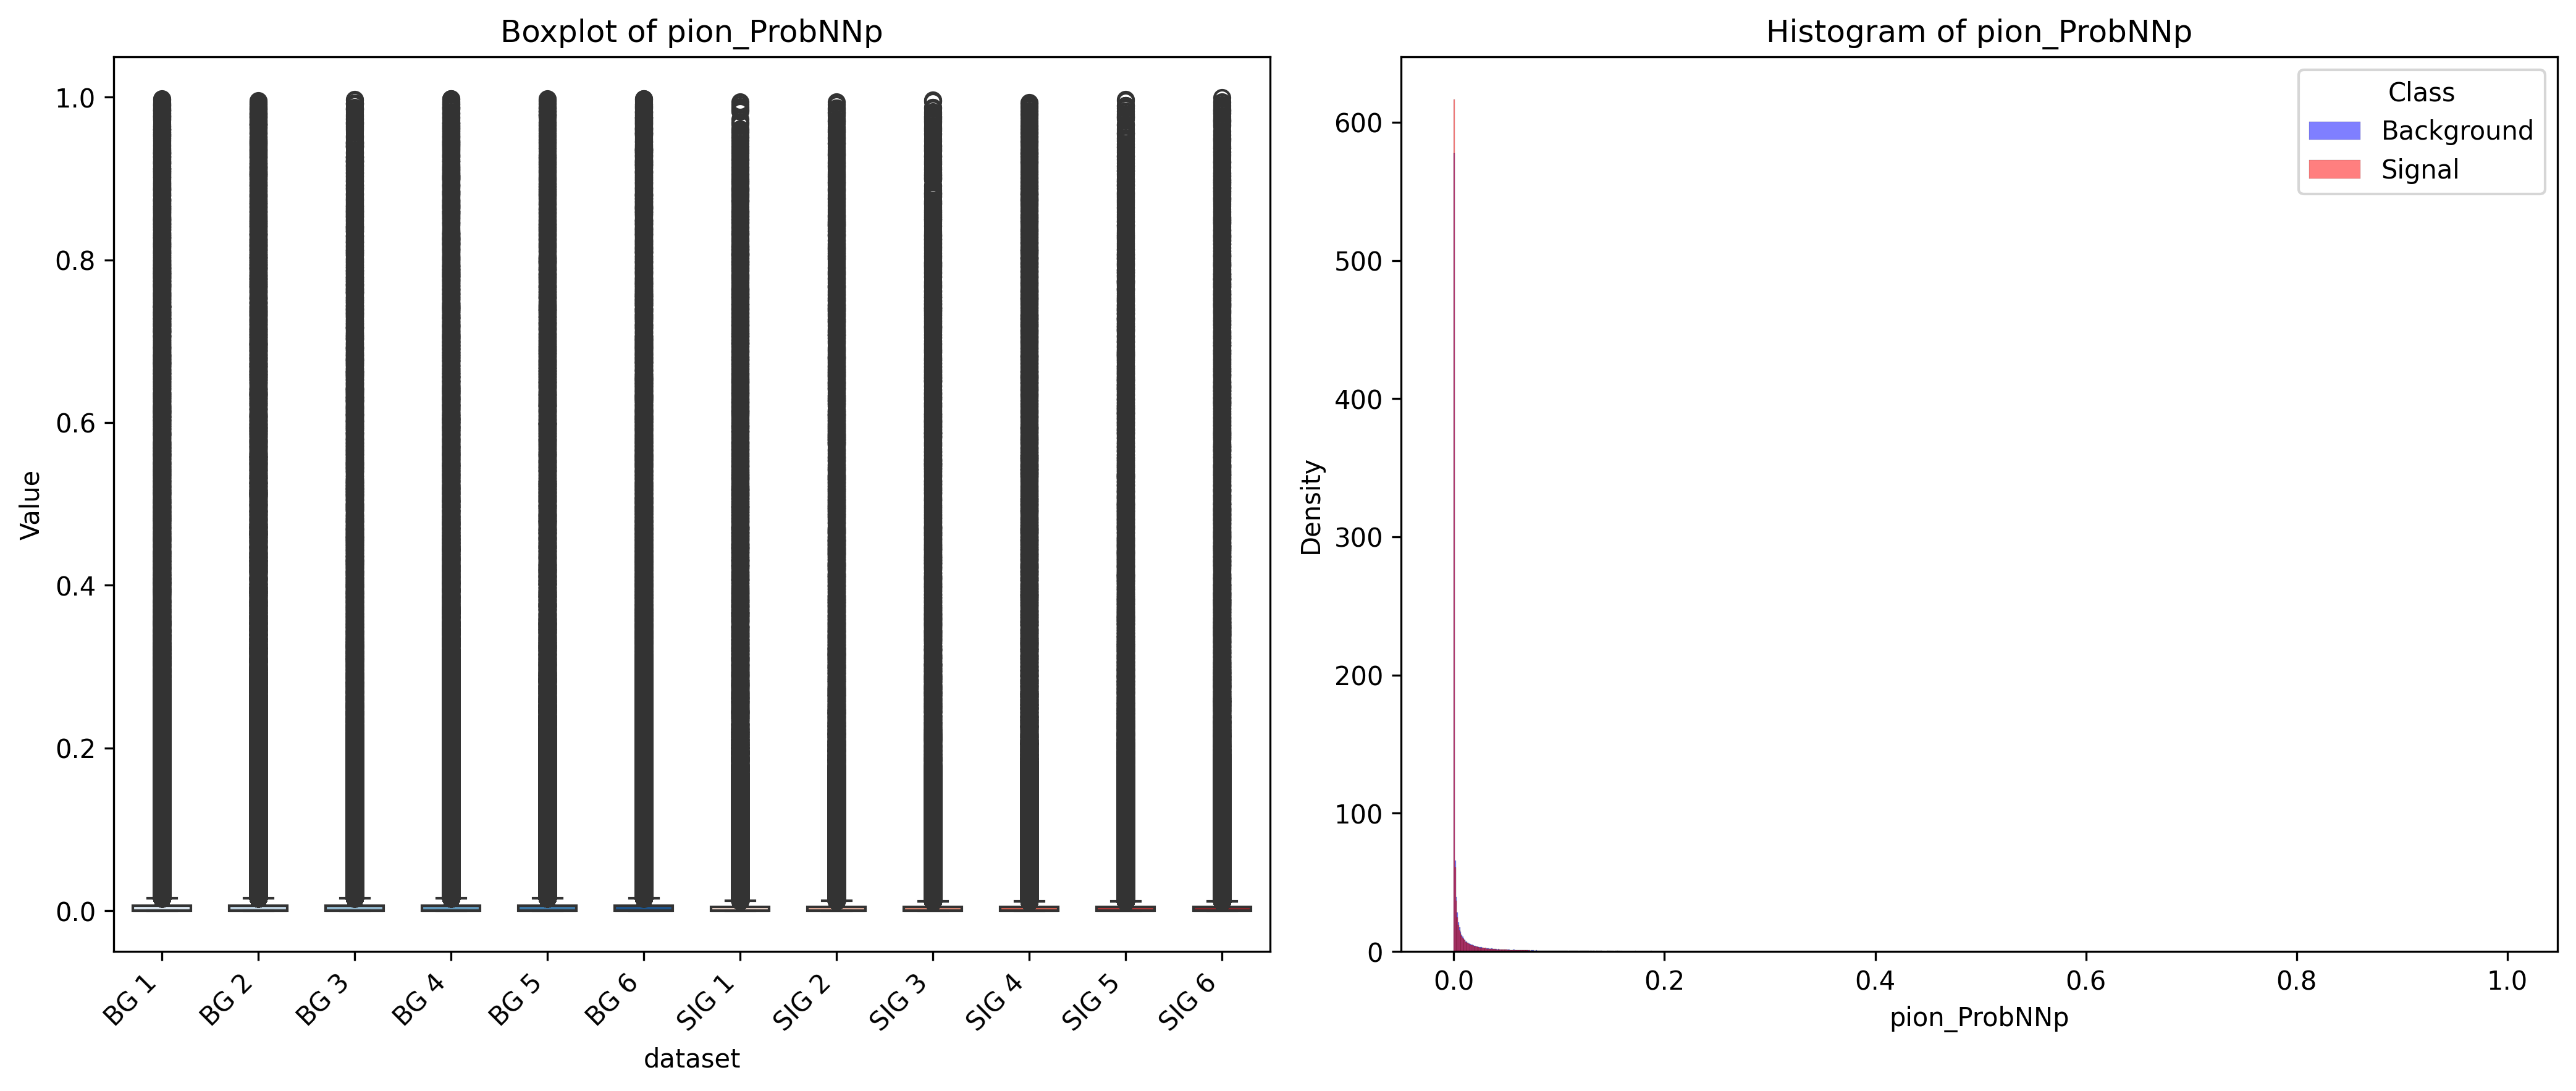 Boxplot of pion_ProbNNp
Value
1.0
0.8
0.6
0.4
0.2
0.0
BG 1
BG 2
BG 3
BG 4
BG 5
BG 6
SIG 1
SIG 2
SIG 3
SIG 4
SIG 5
SIG 6
dataset
Histogram of pion_ProbNNp
Class
Background
Signal
Density
600
500
400
300
200
100
0
0.0
0.2
0.4
0.6
0.8
1.0
pion_ProbNNp